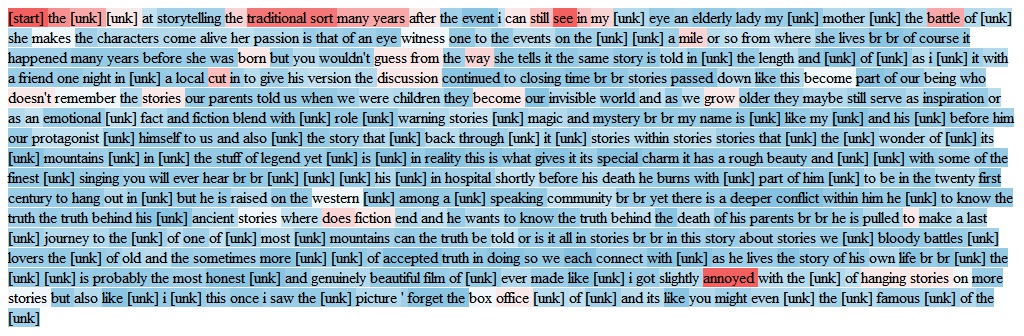 [start] the [unk] [unk] at storytelling the traditional sort many years after the event i can still see in my [unk] eye an elderly lady my [unk] mother [unk] the battle of [unk]
she makes the characters come alive her passion is that of an eye witness one to the events on the [unk] [unk] a mile or so from where she lives br br of course it
happened many years before she was born but you wouldn't guess from the way she tells it the same story is told in [unk] the length and [unk] of [unk] as i [unk] it with
a friend one night in [unk] a local cut in to give his version the discussion continued to closing time br br stories passed down like this become part of our being who
doesn't remember the stories our parents told us when we were children they become our invisible world and as we grow older they maybe still serve as inspiration or
as an emotional [unk] fact and fiction blend with [unk] role [unk] warning stories [unk] magic and mystery br br my name is [unk] like my [unk] and his [unk] before him
our protagonist [unk] himself to us and also [unk] the story that [unk] back through [unk] it [unk] stories within stories stories that [unk] the [unk] wonder of [unk] its
[unk] mountains [unk] in [unk] the stuff of legend yet [unk] is [unk] in reality this is what gives it its special charm it has a rough beauty and [unk] [unk] with some of the
finest [unk] singing you will ever hear br br [unk] [unk] [unk] his [unk] in hospital shortly before his death he burns with [unk] part of him [unk] to be in the twenty first
century to hang out in [unk] but he is raised on the western [unk] among a [unk] speaking community br br yet there is a deeper conflict within him he [unk] to know the
truth the truth behind his [unk] ancient stories where does fiction end and he wants to know the truth behind the death of his parents br br he is pulled to make a last
[unk] journey to the [unk] of one of [unk] most [unk] mountains can the truth be told or is it all in stories br br in this story about stories we [unk] bloody battles [unk]
lovers the [unk] of old and the sometimes more [unk] of accepted truth in doing so we each connect with [unk] as he lives the story of his own life br br [unk] the
[unk] [unk] is probably the most honest [unk] and genuinely beautiful film of [unk] ever made like [unk] i got slightly annoyed with the [unk] of hanging stories on more
stories but also like [unk] i [unk] this once i saw the [unk] picture ' forget the box office [unk] of [unk] and its like you might even [unk] the [unk] famous [unk] of the
[unk]